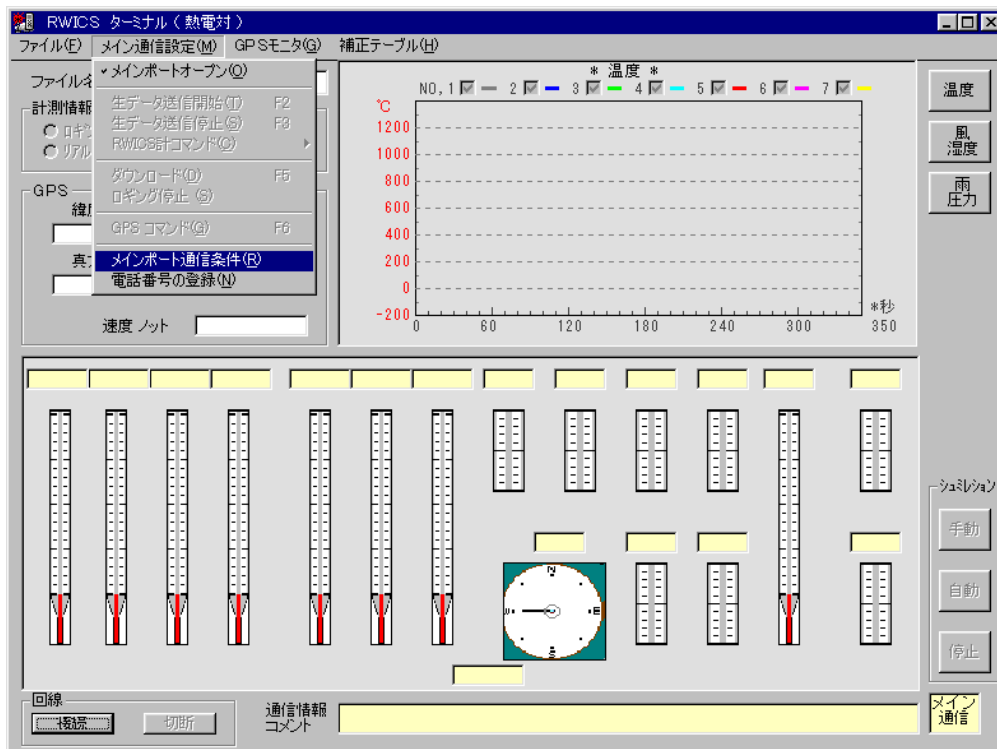 RWICS ターミナル ( 熱電対 )
ファイル(F) メイン通信設定(M) GPSモニタ(G) 補正テーブル(H)
ファイル名
✓メインポートオープン(O)
生データ送信開始(T) F2
生データ送信停止(S) F3
RWICS計コマンド(C)
ダウンロード(D) F5
ロギング停止 (S)
GPS コマンド(G) F6
メインポート通信条件(R)
電話番号の登録(N)
計測情報
ロギン
リアル
GPS
緯度
速度 ノット
* 温度 *
NO, 1 2 3 4 5 6 7
℃
1200
1000
800
600
400
200
0
-200
0 60 120 180 240 300 350
*秒
温度
風
湿度
雨
圧力
N
E
S
W
シュミレション
手動
自動
停止
回線
接続
切断
通信情報
コメント
メイン
通信